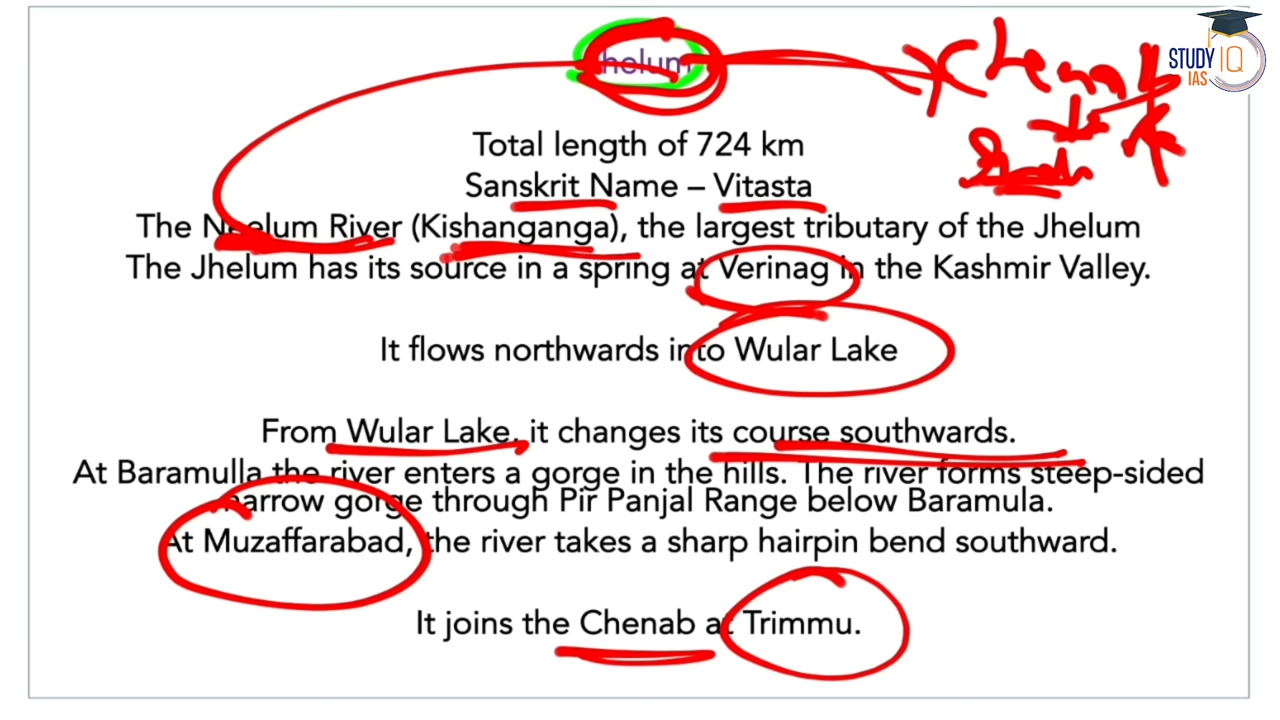 Jhelum
STUDY IQ
IAS
Chenab
Total length of 724 km
Sanskrit Name – Vitasta
The Neelum River (Kishanganga), the largest tributary of the Jhelum
The Jhelum has its source in a spring at Verinag in the Kashmir Valley.
It flows northwards into Wular Lake
From Wular Lake, it changes its course southwards.
At Baramulla the river enters a gorge in the hills. The river forms steep-sided
narrow gorge through Pir Panjal Range below Baramula.
At Muzaffarabad, the river takes a sharp hairpin bend southward.
It joins the Chenab at Trimmu.